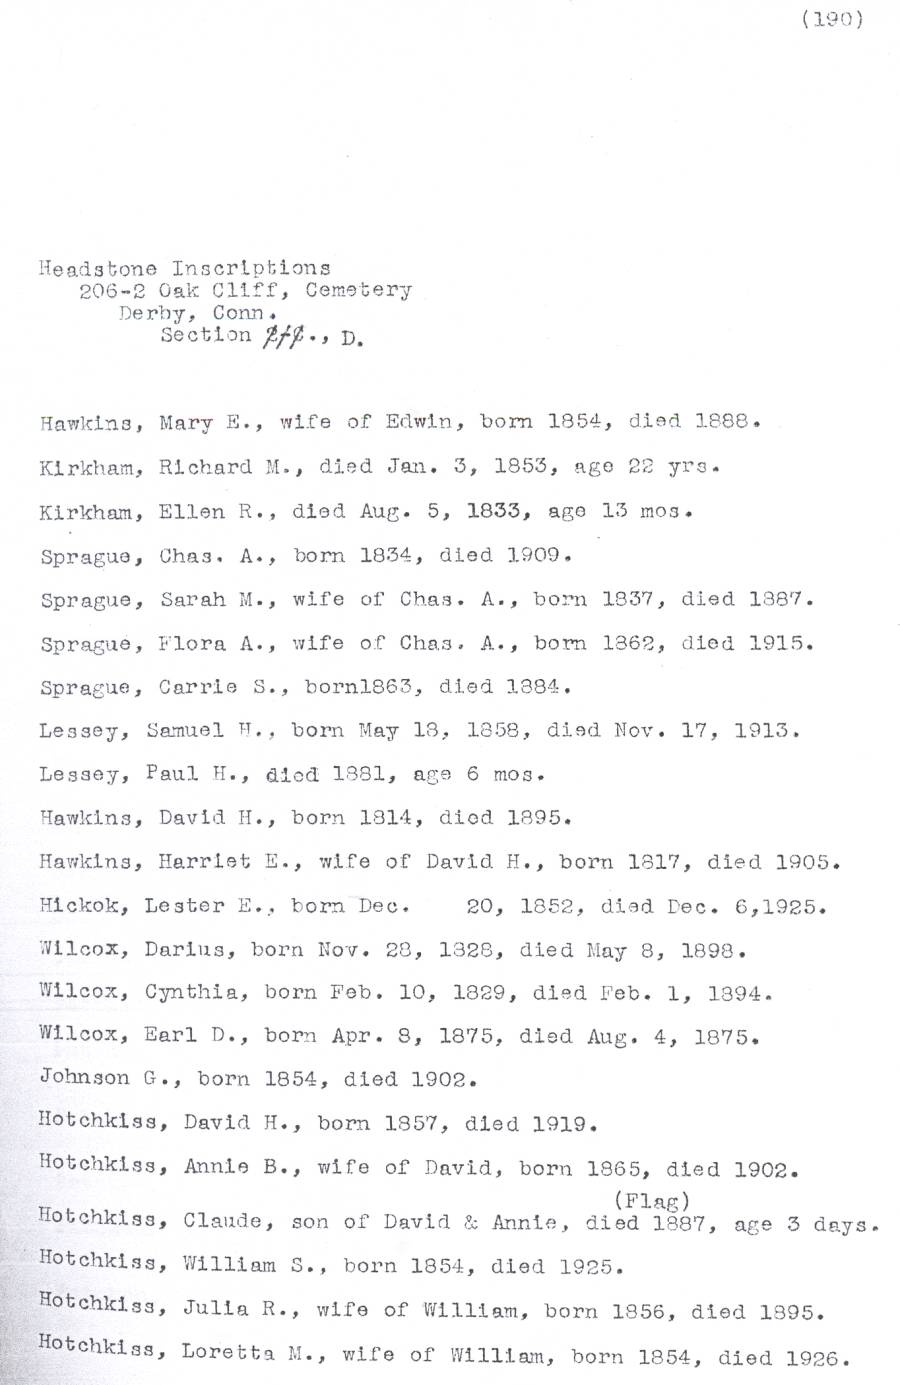 (190)
Headstone Inscriptions
206-2 Oak Cliff, Cemetery
Derby, Conn.
Section ., D.
Hawkins, Mary E., wife of Edwin, born 1854, died 1888.
Kirkham, Richard M., died Jan. 3, 1853, age 22 yrs.
Kirkham, Ellen R., died Aug. 5, 1833, age 13 mos.
Sprague, Chas. A., born 1834, died 1909.
Sprague, Sarah M., wife of Chas. A., born 1837, died 1887.
Sprague, Flora A., wife of Chas. A., born 1862, died 1915.
Sprague, Carrie S., born1863, died 1884.
Lessey, Samuel H., born May 18, 1858, died Nov. 17, 1913.
Lessey, Paul H., died 1881, age 6 mos.
Hawkins, David H., born 1814, died 1895.
Hawkins, Harriet E., wife of David H., born 1817, died 1905.
Hickok, Lester E., born Dec. 20, 1852, died Dec. 6,1925.
Wilcox, Darius, born Nov. 28, 1828, died May 8, 1898.
Wilcox, Cynthia, born Feb. 10, 1829, died Feb. 1, 1894.
Wilcox, Earl D., born Apr. 8, 1875, died Aug. 4, 1875.
Johnson G., born 1854, died 1902.
Hotchkiss, David H., born 1857, died 1919.
Hotchkiss, Annie B., wife of David, born 1865, died 1902.
(Flag)
Hotchkiss, Claude, son of David & Annie, died 1887, age 3 days.
Hotchkiss, William S., born 1854, died 1925.
Hotchkiss, Julia R., wife of William, born 1856, died 1895.
Hotchkiss, Loretta M., wife of William, born 1854, died 1926.